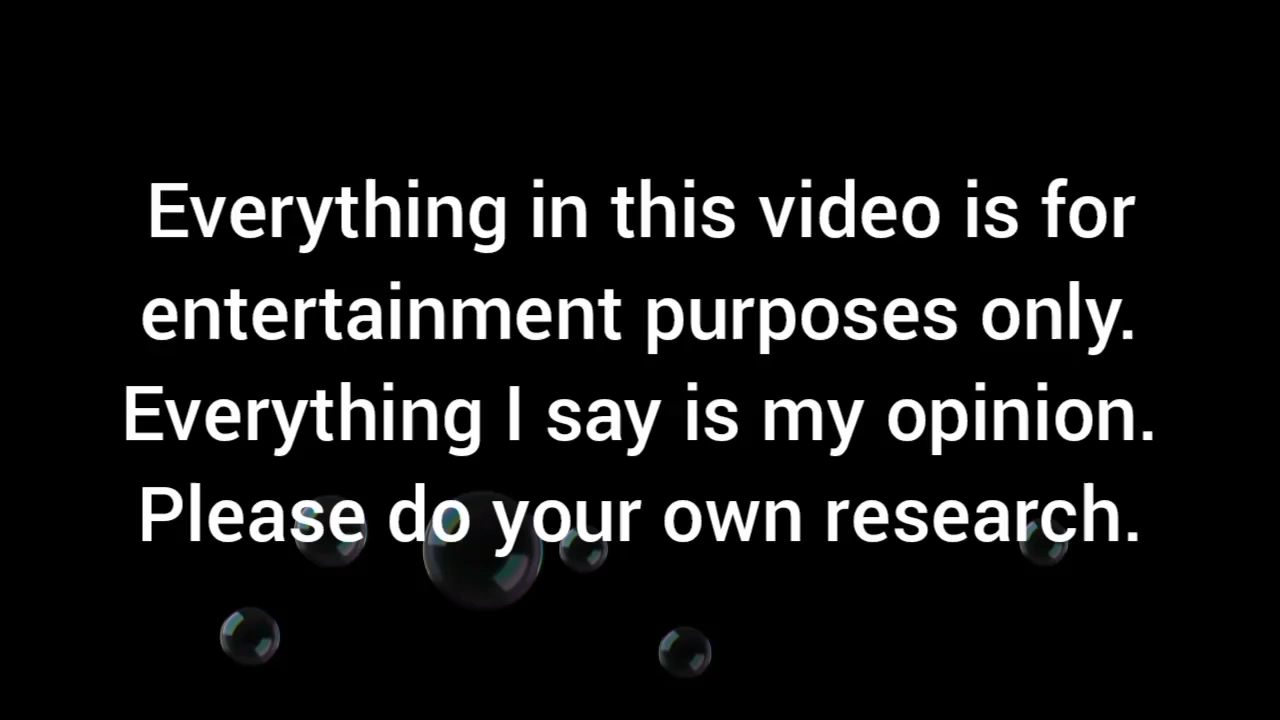 Everything in this video is for
entertainment purposes only.
Everything I say is my opinion.
Please do your own research.